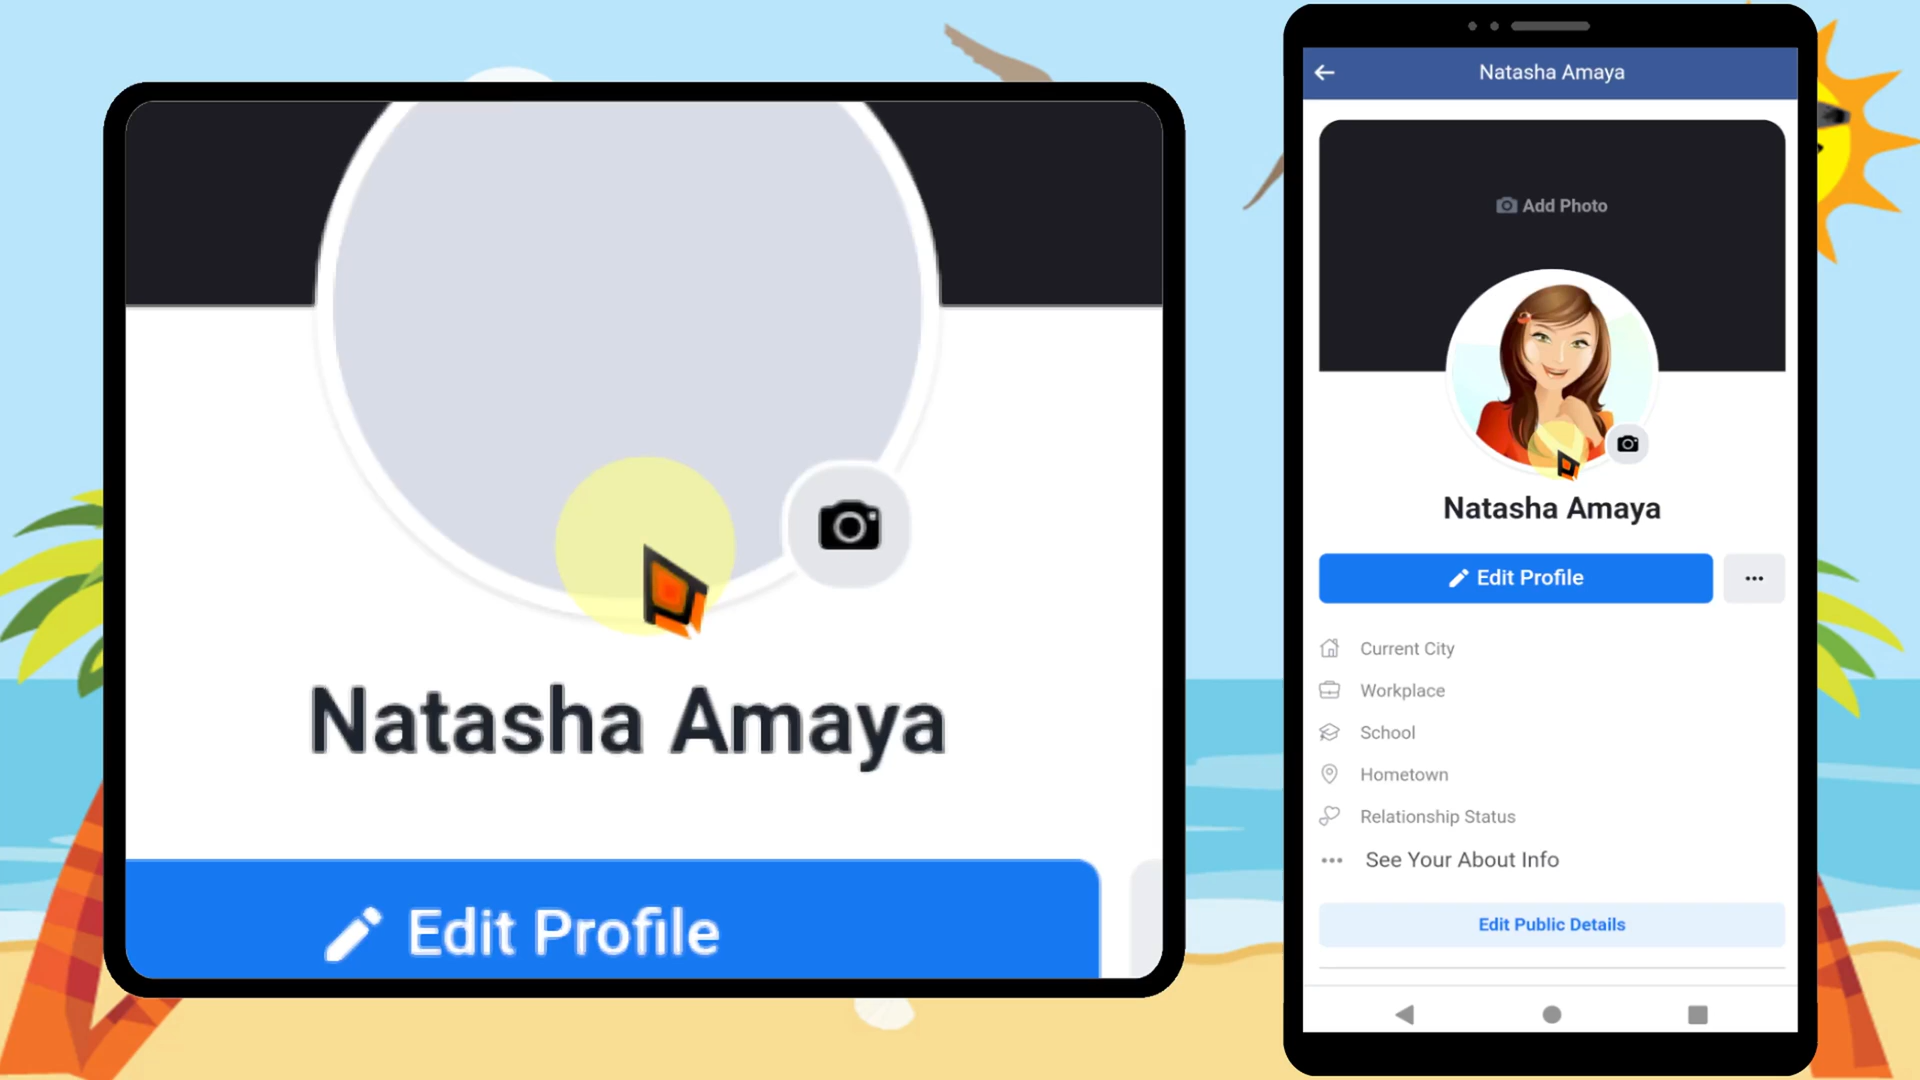 Natasha Amaya
Edit Profile
Natasha Amaya
Add Photo
Natasha Amaya
Edit Profile
Current City
Workplace
School
Hometown
Relationship Status
See Your About Info
Edit Public Details